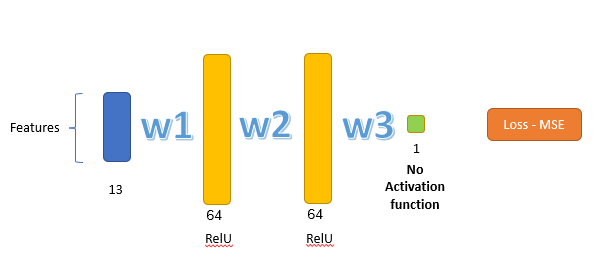 Features
w1
w2
w3
Loss - MSE
13
64
RelU
64
RelU
1
No
Activation
function